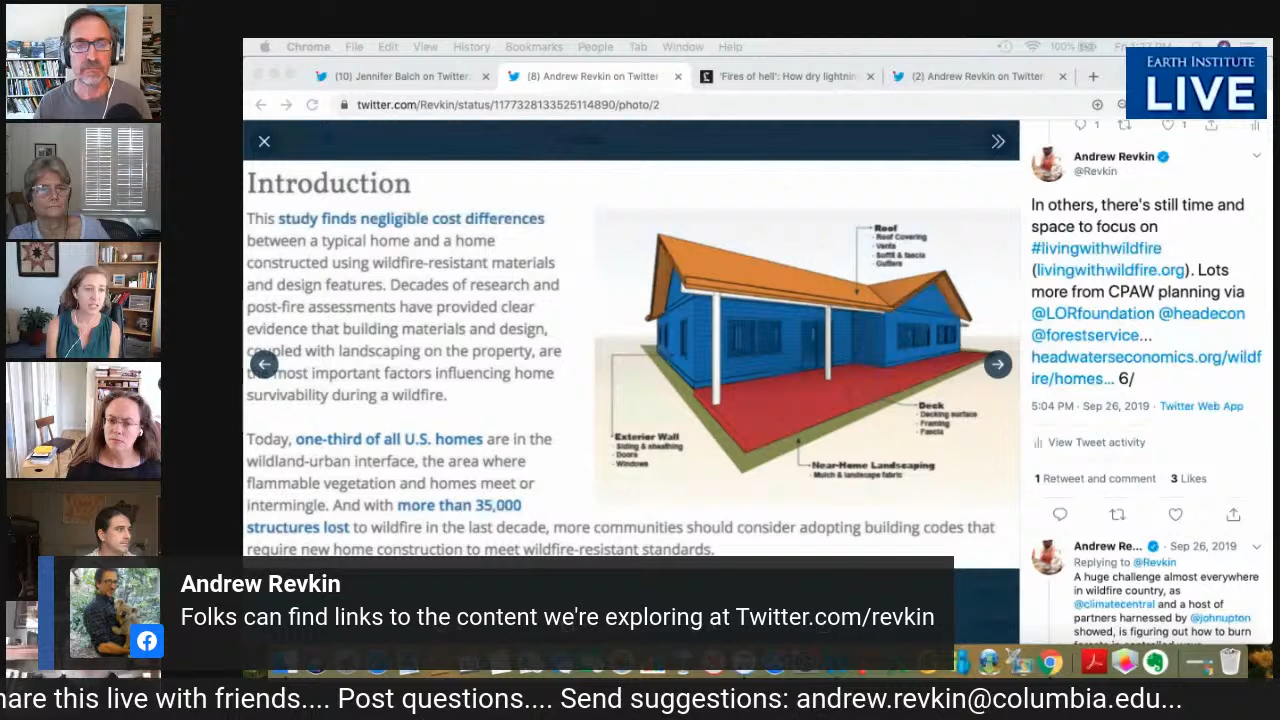 Chrome File Edit View History Bookmarks People Tab Window Help
100%
(10) Jennifer Balch on Twitter
(8) Andrew Revkin on Twitter
'Fires of hell': How dry lightnin
(2) Andrew Revkin on Twitter
EARTH INSTITUTE
LIVE
twitter.com/Revkin/status/1177328133525114890/photo/2
Introduction
This study finds negligible cost differences
between a typical home and a home
constructed using wildfire-resistant materials
and design features. Decades of research and
post-fire assessments have provided clear
evidence that building materials and design,
coupled with landscaping on the property, are
the most important factors influencing home
survivability during a wildfire.
Today, one-third of all U.S. homes are in the
wildland-urban interface, the area where
flammable vegetation and homes meet or
intermingle. And with more than 35,000
structures lost to wildfire in the last decade, more communities should consider adopting building codes that
require new home construction to meet wildfire-resistant standards.
Roof
- Roof Covering
- Vents
- Soffit & fascia
- Gutters
Deck
- Decking surface
- Framing
- Fascia
Exterior Wall
- Siding & sheathing
- Doors
- Windows
Near-Home Landscaping
- Mulch & landscape fabric
1
1
Andrew Revkin
@Revkin
In others, there's still time and
space to focus on
#livingwithwildfire
(livingwithwildfire.org). Lots
more from CPAW planning via
@LORfoundation @headecon
@forestservice...
headwaterseconomics.org/wildf
ire/homes... 6/
5:04 PM · Sep 26, 2019 · Twitter Web App
View Tweet activity
1 Retweet and comment 3 Likes
Andrew Re... · Sep 26, 2019
Replying to @Revkin
A huge challenge almost everywhere
in wildfire country, as
@climatecentral and a host of
partners harnessed by @johnupton
showed, is figuring out how to burn
Andrew Revkin
Folks can find links to the content we're exploring at Twitter.com/revkin
hare this live with friends.... Post questions.... Send suggestions: andrew.revkin@columbia.edu...